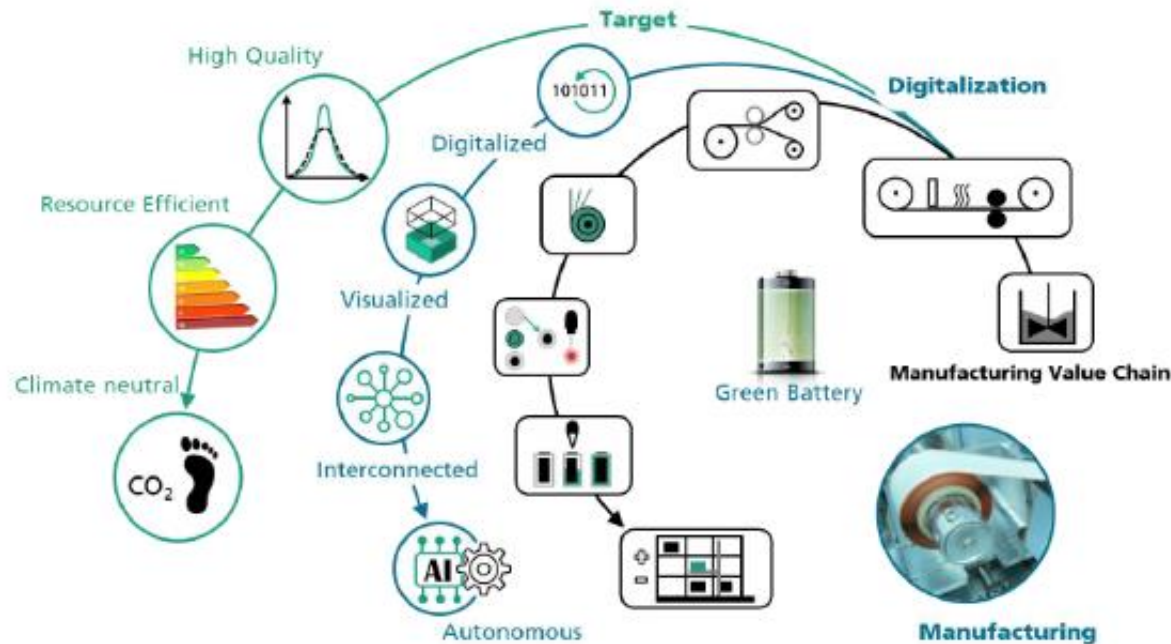 Target
High Quality
101011
Digitalization
Digitalized
Resource Efficient
Visualized
Climate neutral
Manufacturing Value Chain
Green Battery
CO₂
Interconnected
AI
Autonomous
Manufacturing